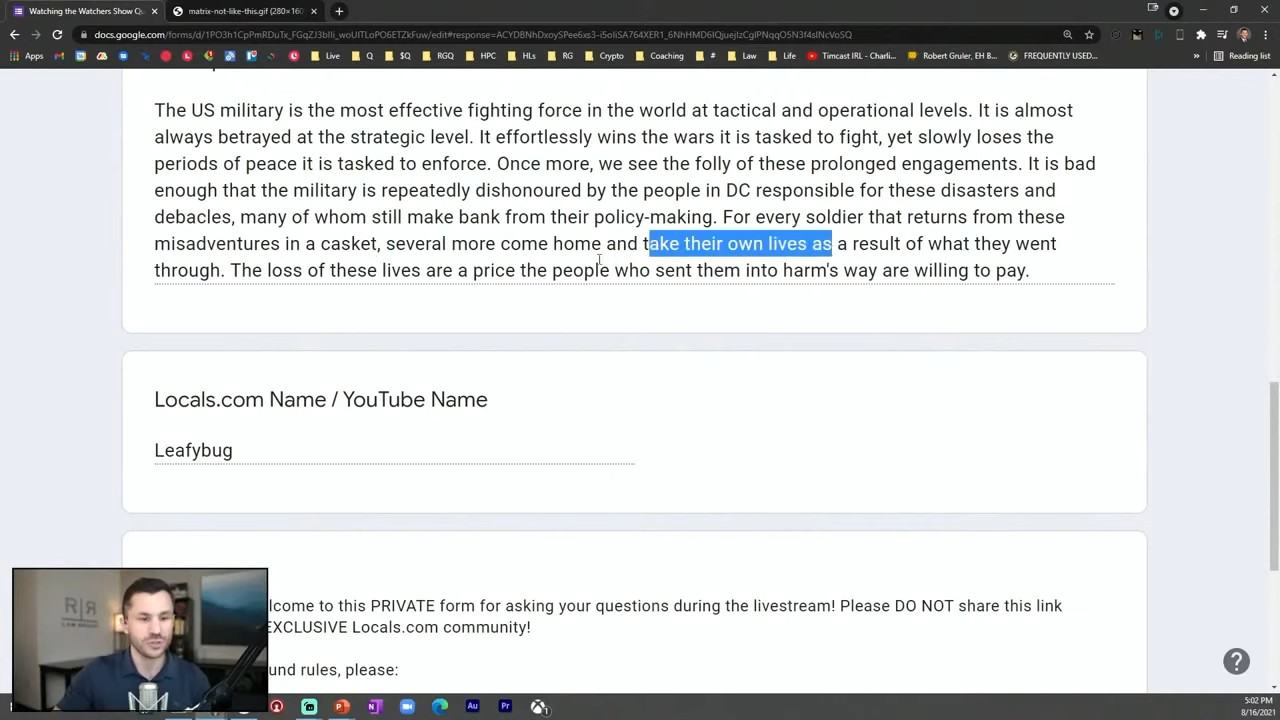 Watching the Watchers Show Qu
matrix-not-like-this.gif (280×160
docs.google.com/forms/d/
Apps
Live
Q
$Q
RGQ
HPC
HLs
RG
Crypto
Coaching
#
Law
Life
Timcast IRL - Charli...
Robert Gruler, EH B...
FREQUENTLY USED...
Reading list
The US military is the most effective fighting force in the world at tactical and operational levels. It is almost
always betrayed at the strategic level. It effortlessly wins the wars it is tasked to fight, yet slowly loses the
periods of peace it is tasked to enforce. Once more, we see the folly of these prolonged engagements. It is bad
enough that the military is repeatedly dishonoured by the people in DC responsible for these disasters and
debacles, many of whom still make bank from their policy-making. For every soldier that returns from these
misadventures in a casket, several more come home and take their own lives as a result of what they went
through. The loss of these lives are a price the people who sent them into harm's way are willing to pay.
Locals.com Name / YouTube Name
Leafybug
lcome to this PRIVATE form for asking your questions during the livestream! Please DO NOT share this link
EXCLUSIVE Locals.com community!
und rules, please:
R|R
LAW
5:02 PM
8/16/2021